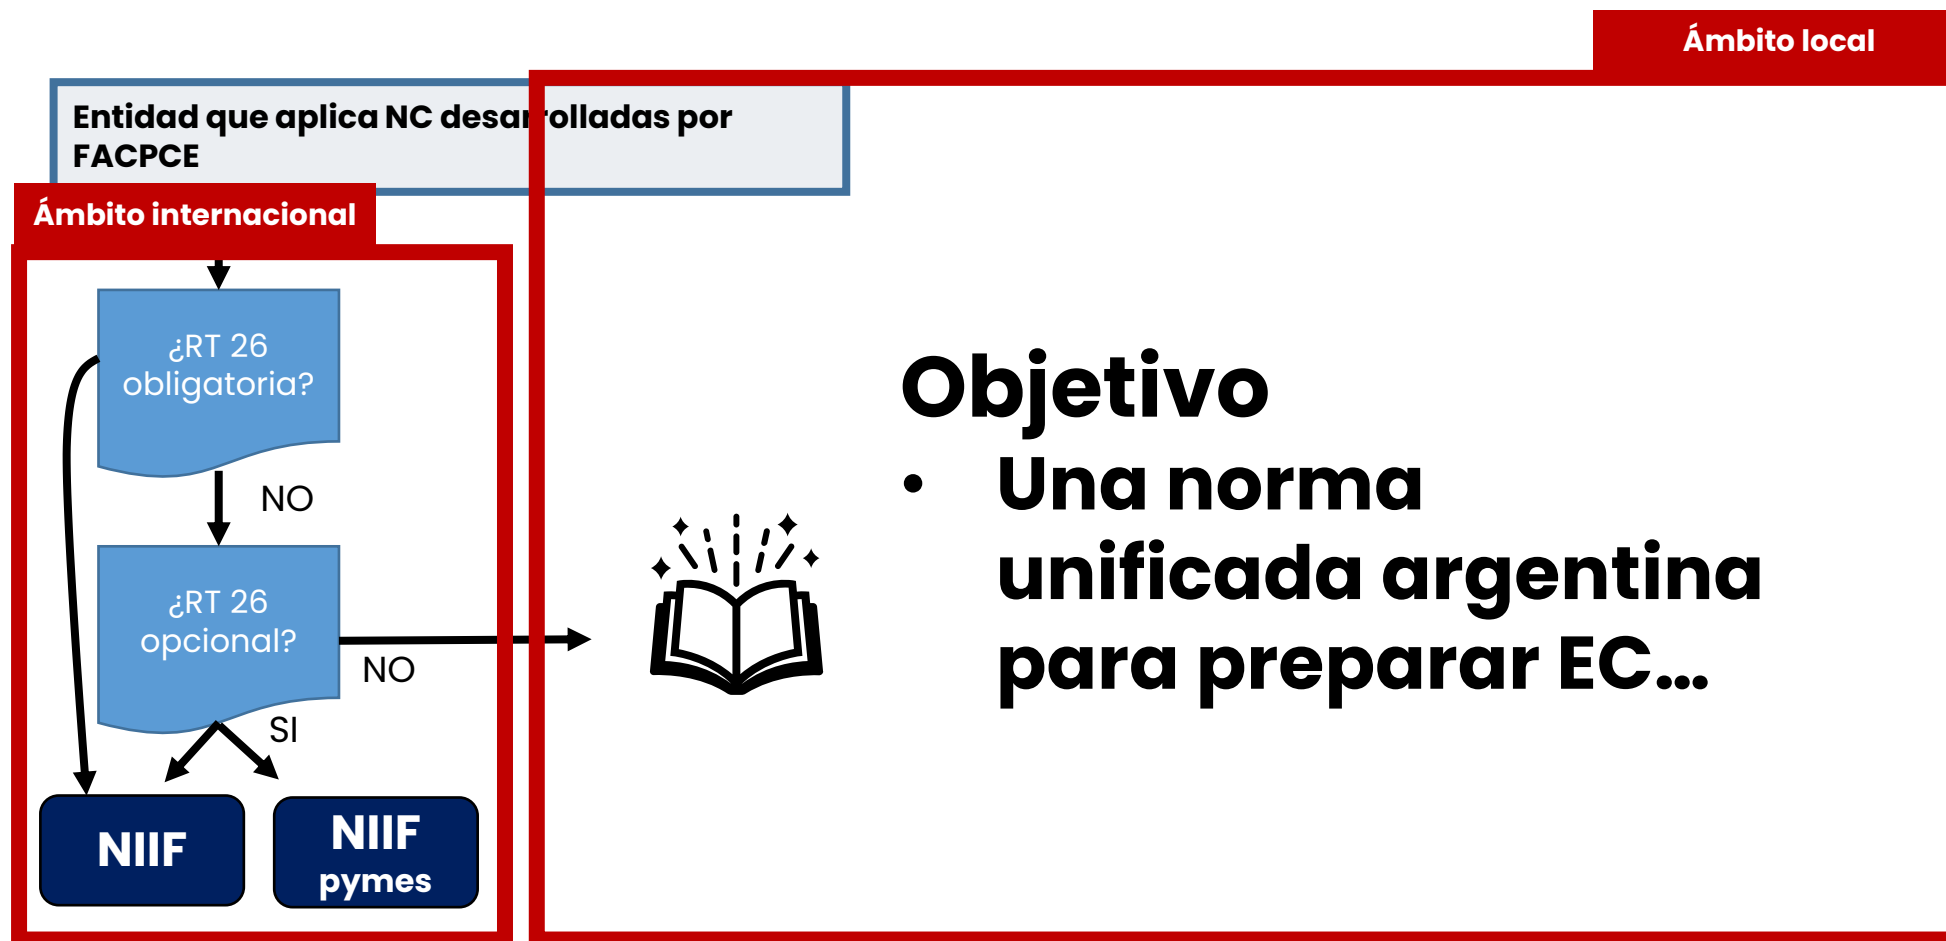 Ámbito local
Entidad que aplica NC desarrolladas por
FACPCE
Ámbito internacional
¿RT 26
obligatoria?
NO
¿RT 26
opcional?
NO
SI
NIIF
NIIF
pymes
Objetivo
• Una norma
unificada argentina
para preparar EC...